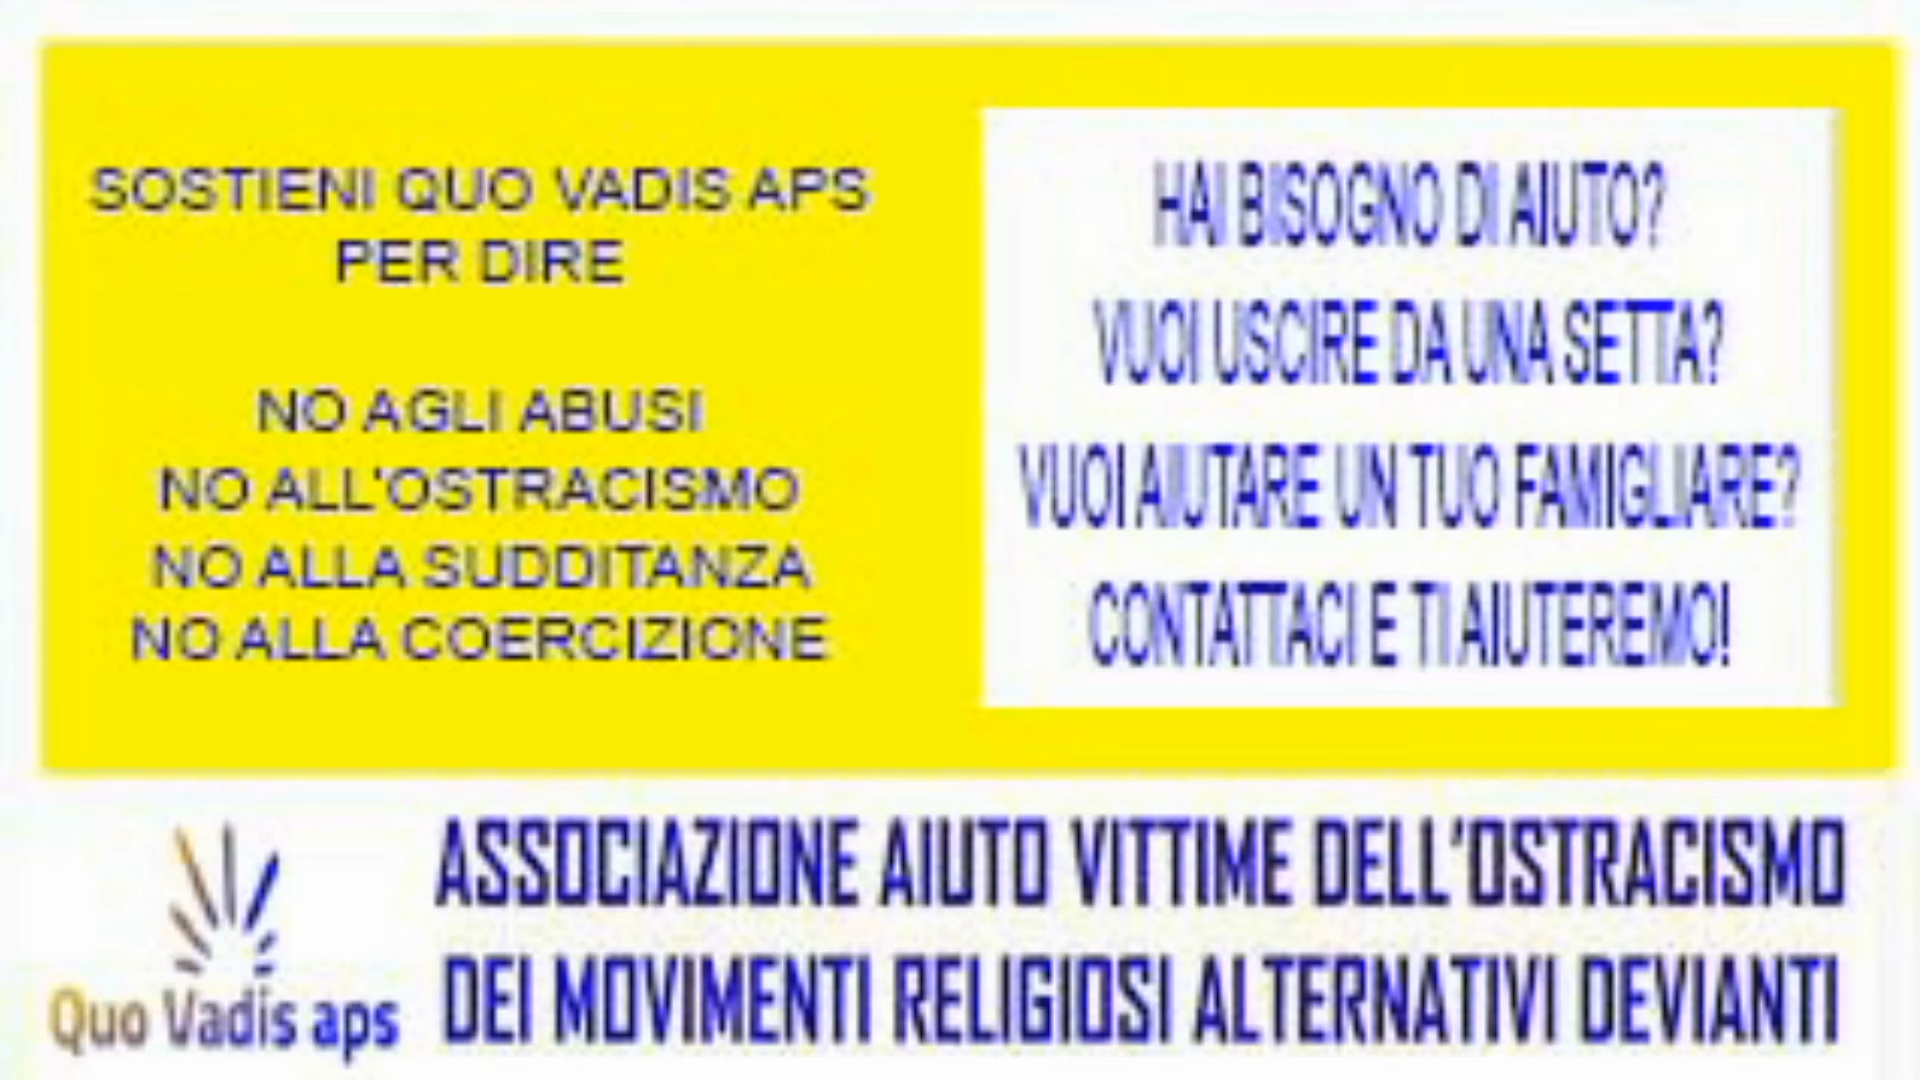 SOSTIENI QUO VADIS APS
PER DIRE
NO AGLI ABUSI
NO ALL'OSTRACISMO
NO ALLA SUDDITANZA
NO ALLA COERCIZIONE
HAI BISOGNO DI AIUTO?
VUOI USCIRE DA UNA SETTA?
VUOI AIUTARE UN TUO FAMIGLIARE?
CONTATTACI E TI AIUTEREMO!
Quo Vadis aps
ASSOCIAZIONE AIUTO VITTIME DELL'OSTRACISMO
DEI MOVIMENTI RELIGIOSI ALTERNATIVI DEVIANTI